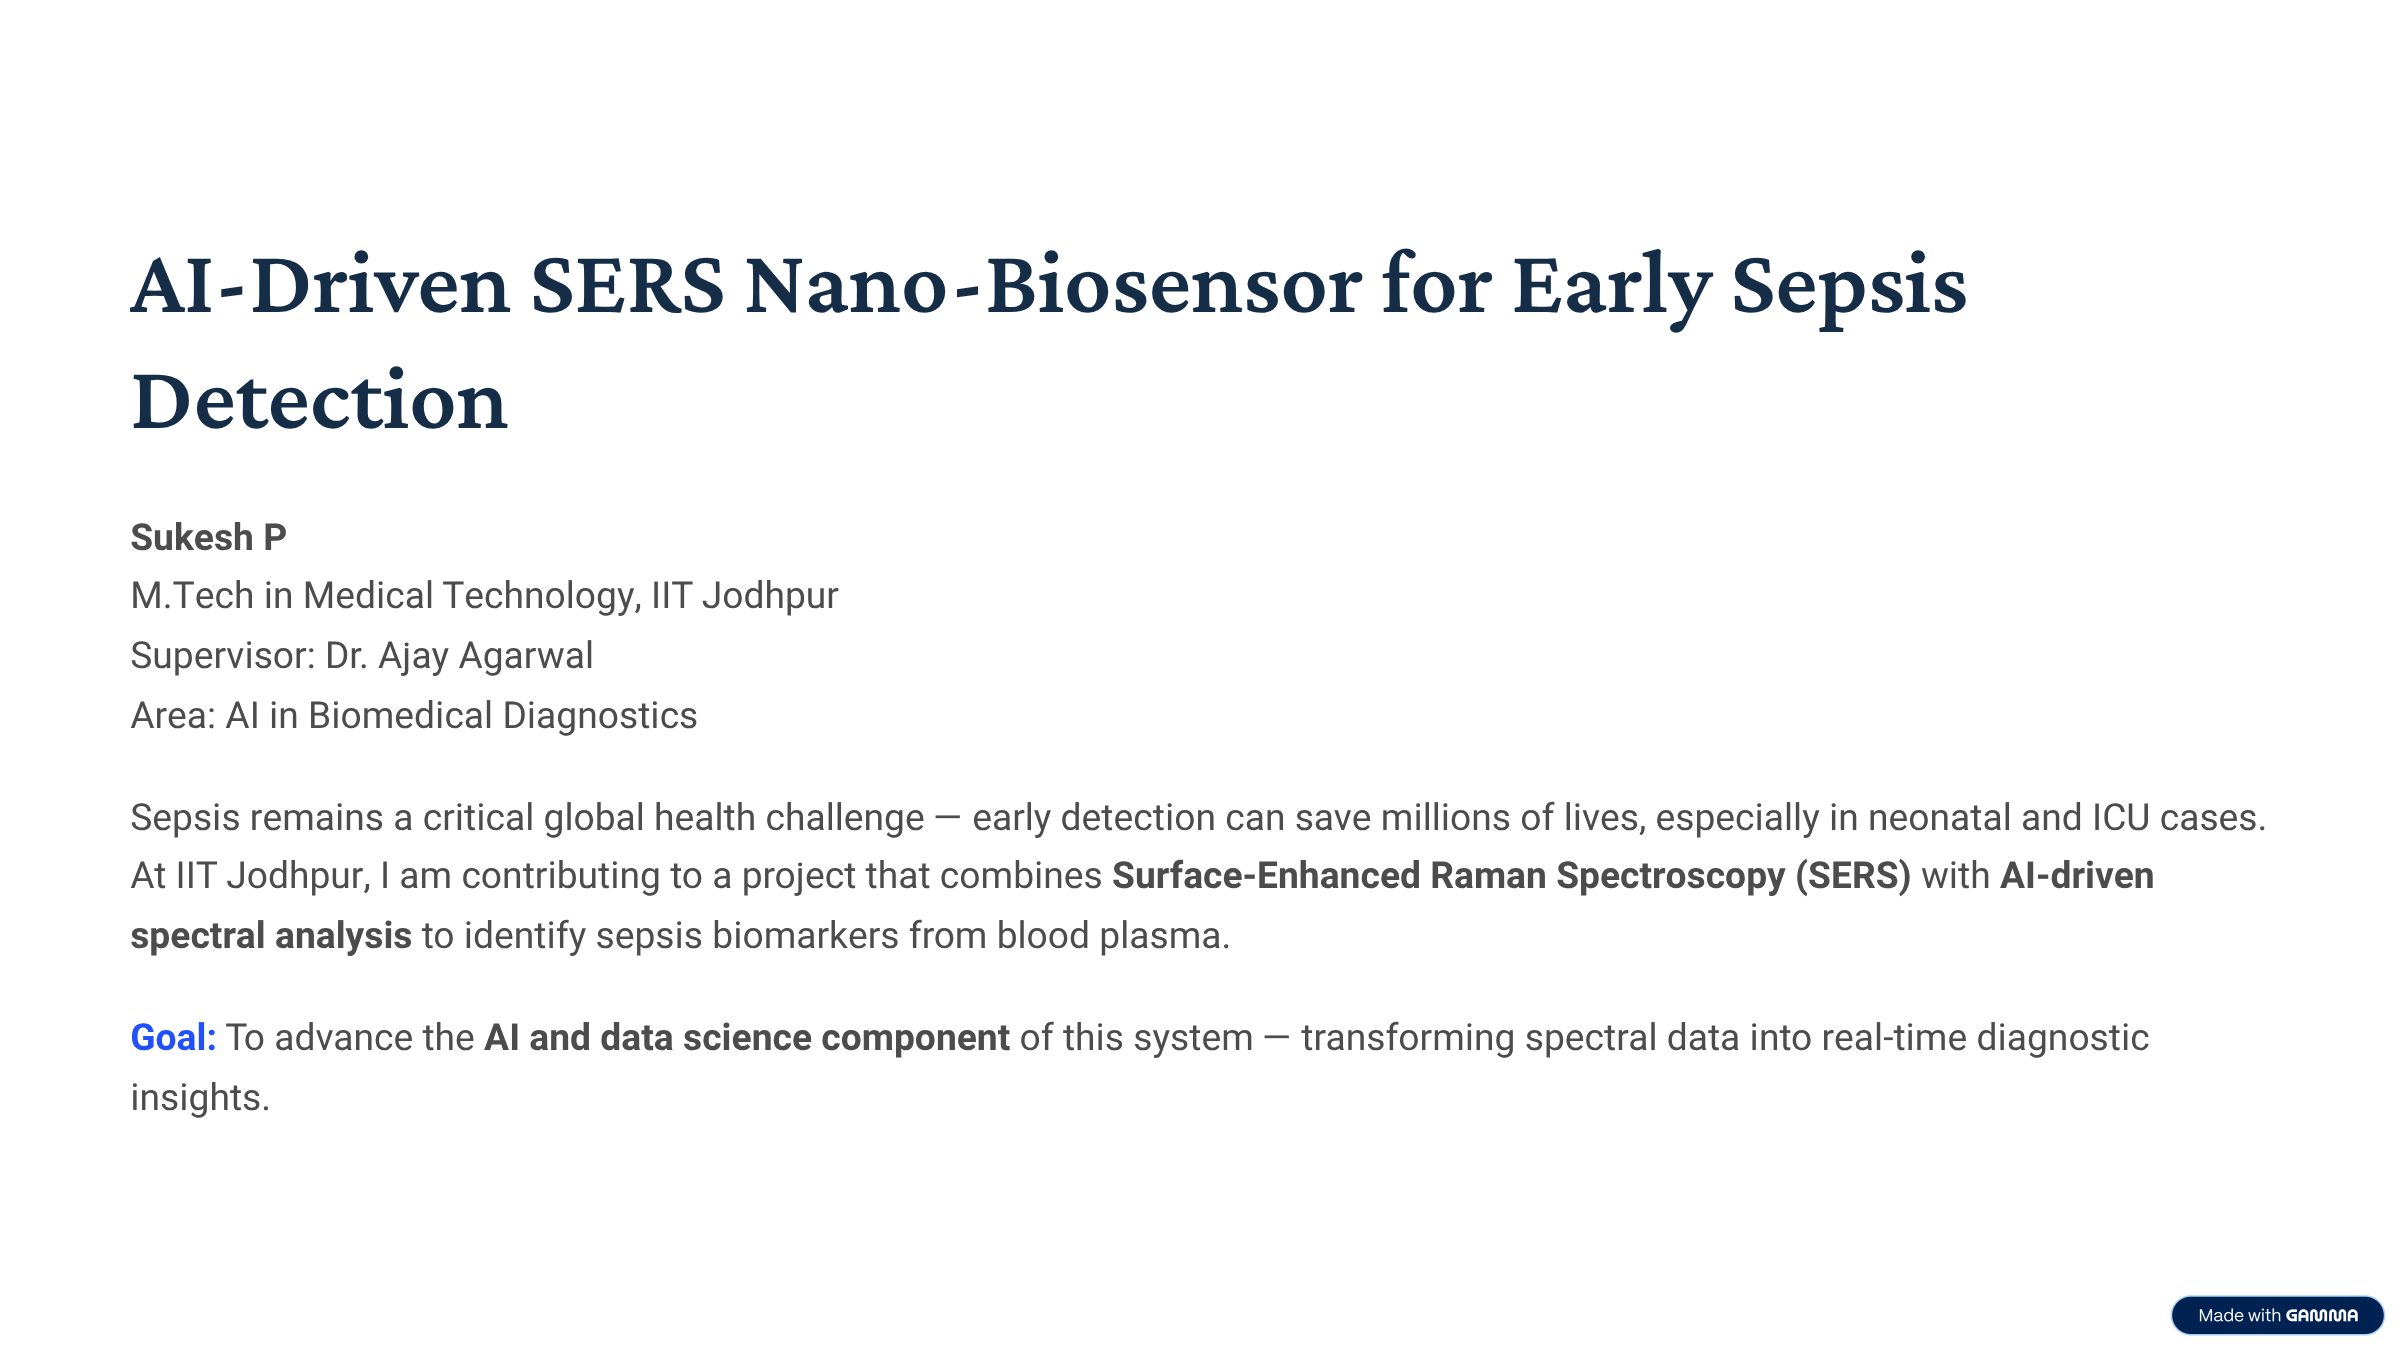 AI-Driven SERS Nano-Biosensor for Early Sepsis
Detection
Sukesh P
M.Tech in Medical Technology, IIT Jodhpur
Supervisor: Dr. Ajay Agarwal
Area: AI in Biomedical Diagnostics
Sepsis remains a critical global health challenge — early detection can save millions of lives, especially in neonatal and ICU cases.
At IIT Jodhpur, I am contributing to a project that combines Surface-Enhanced Raman Spectroscopy (SERS) with AI-driven
spectral analysis to identify sepsis biomarkers from blood plasma.
Goal: To advance the AI and data science component of this system — transforming spectral data into real-time diagnostic
insights.
Made with GAMMA